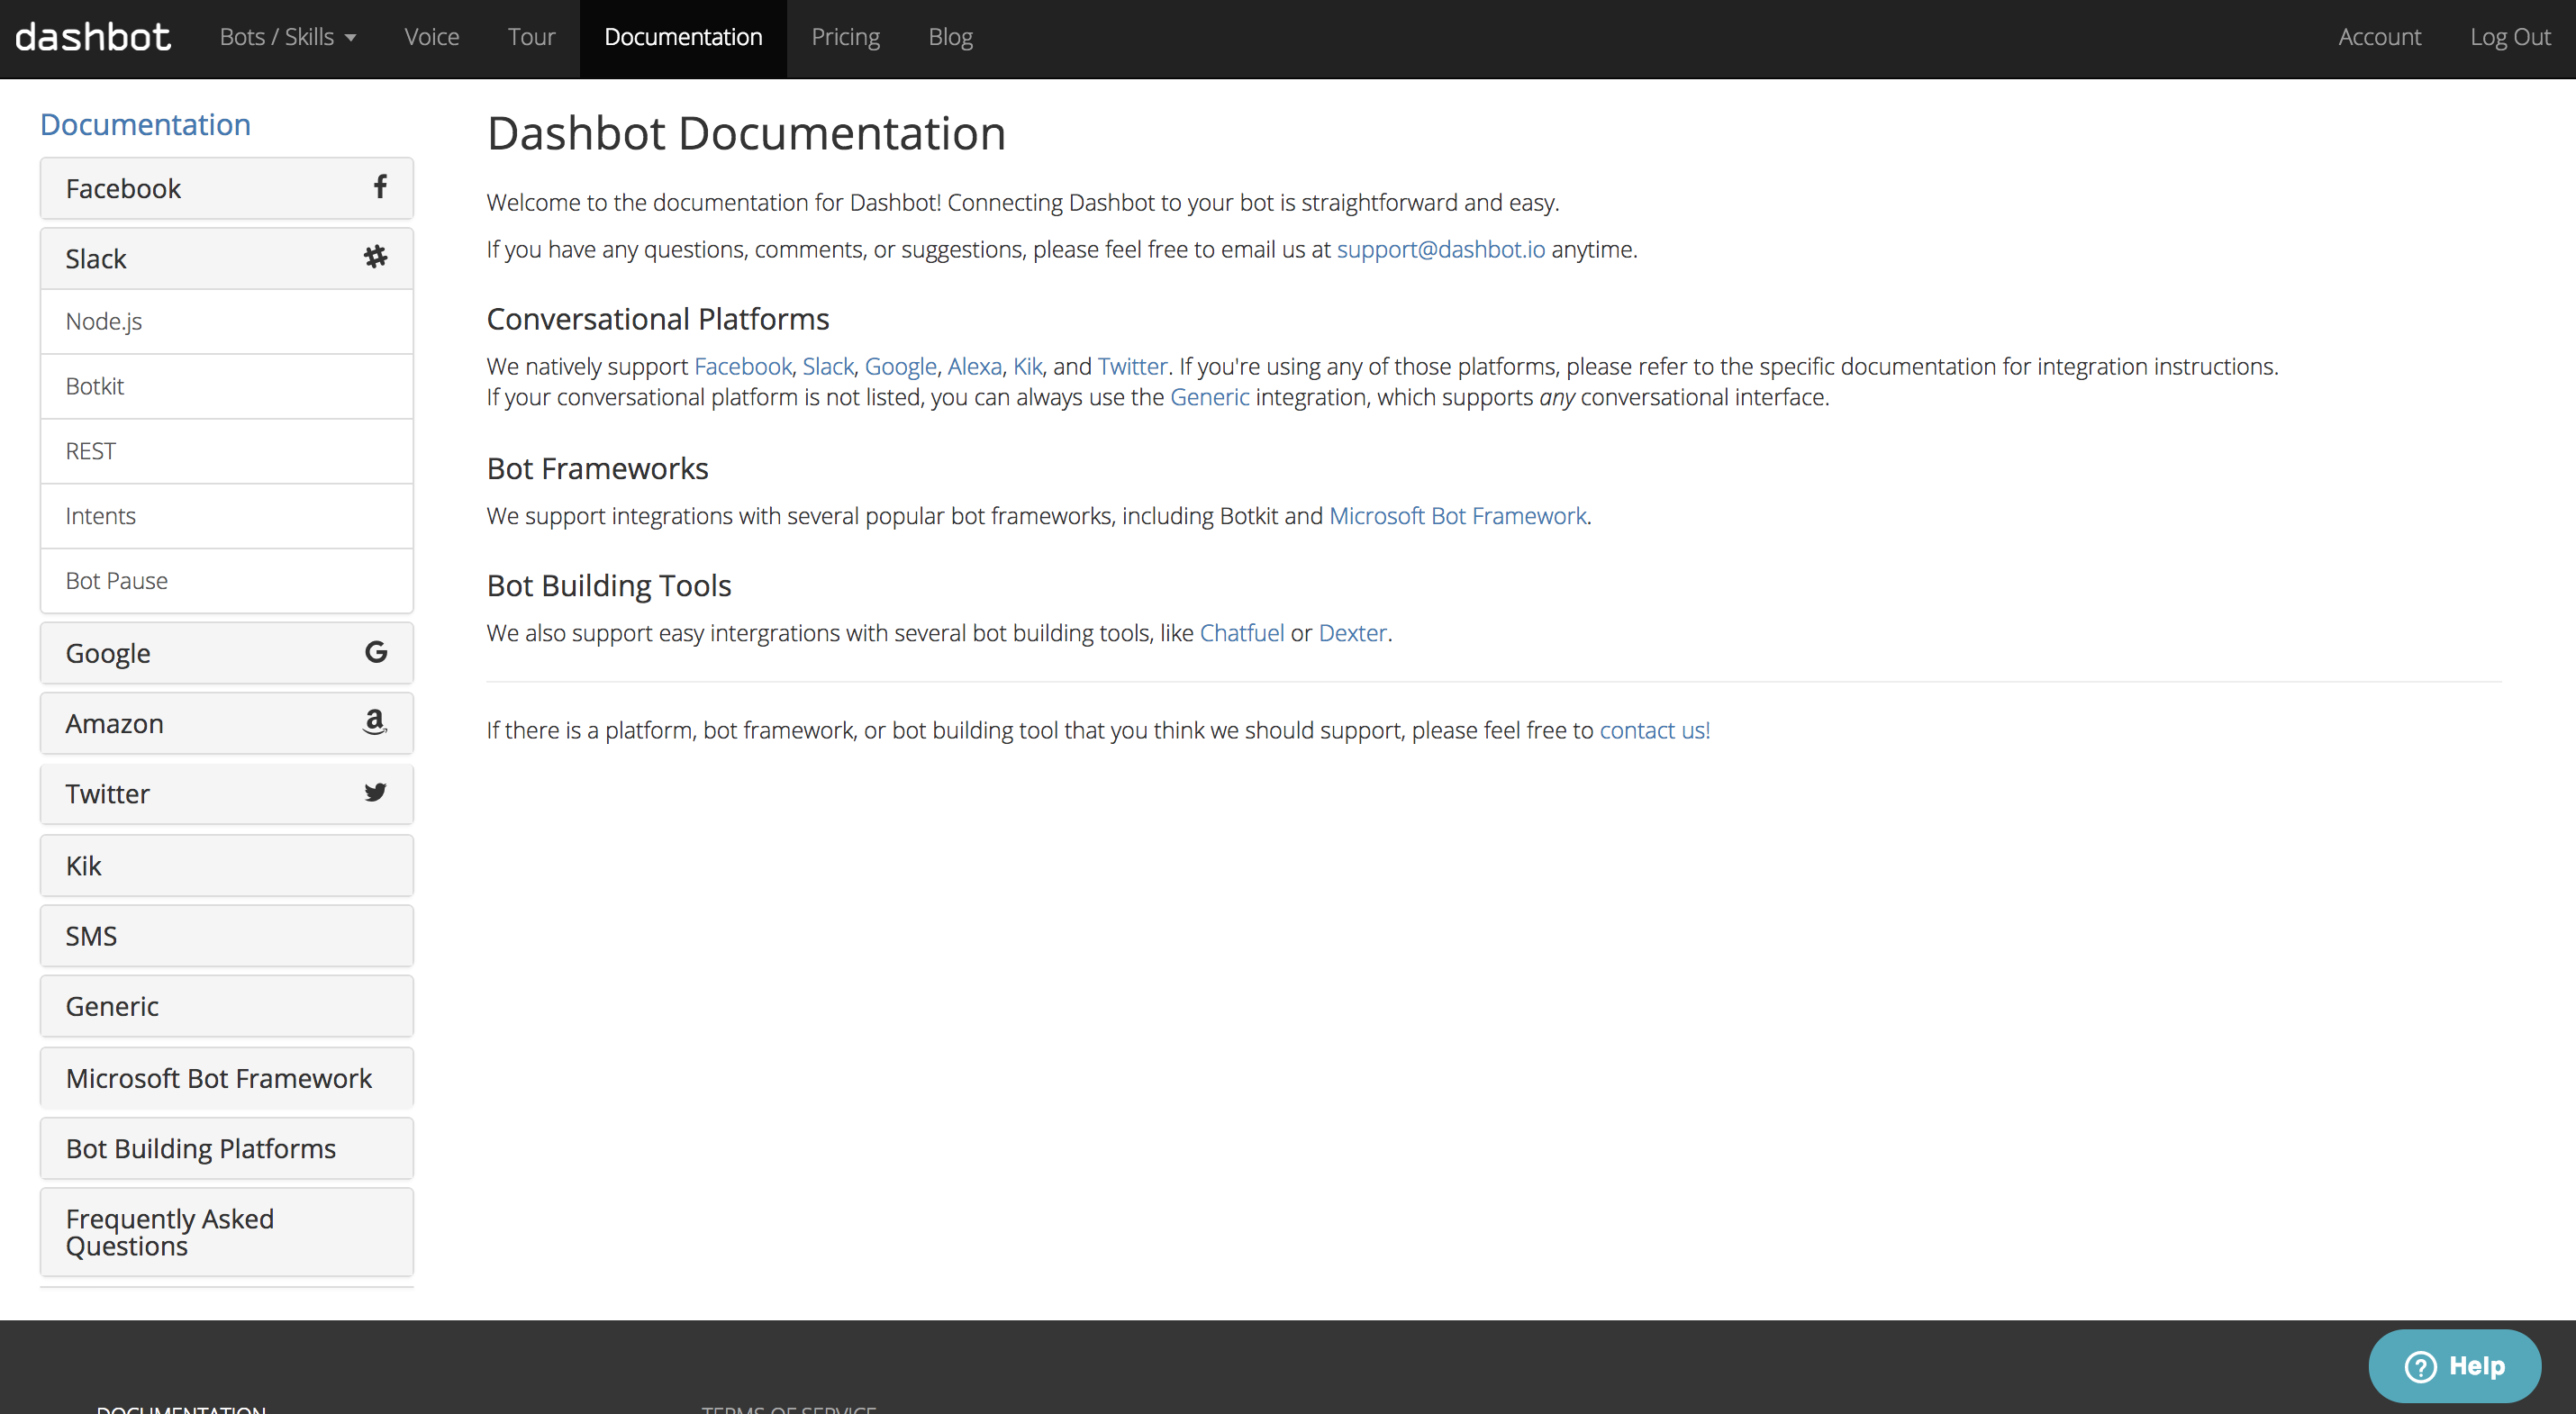 dashbot Bots / Skills Voice Tour Documentation Pricing Blog Account Log Out
Documentation
Facebook
Slack
Node.js
Botkit
REST
Intents
Bot Pause
Google
Amazon
Twitter
Kik
SMS
Generic
Microsoft Bot Framework
Bot Building Platforms
Frequently Asked
Questions
Dashbot Documentation
Welcome to the documentation for Dashbot! Connecting Dashbot to your bot is straightforward and easy.
If you have any questions, comments, or suggestions, please feel free to email us at support@dashbot.io anytime.
Conversational Platforms
We natively support Facebook, Slack, Google, Alexa, Kik, and Twitter. If you're using any of those platforms, please refer to the specific documentation for integration instructions.
If your conversational platform is not listed, you can always use the Generic integration, which supports any conversational interface.
Bot Frameworks
We support integrations with several popular bot frameworks, including Botkit and Microsoft Bot Framework.
Bot Building Tools
We also support easy intergrations with several bot building tools, like Chatfuel or Dexter.
If there is a platform, bot framework, or bot building tool that you think we should support, please feel free to contact us!
Help
DOCUMENTATION TERMS OF SERVICE